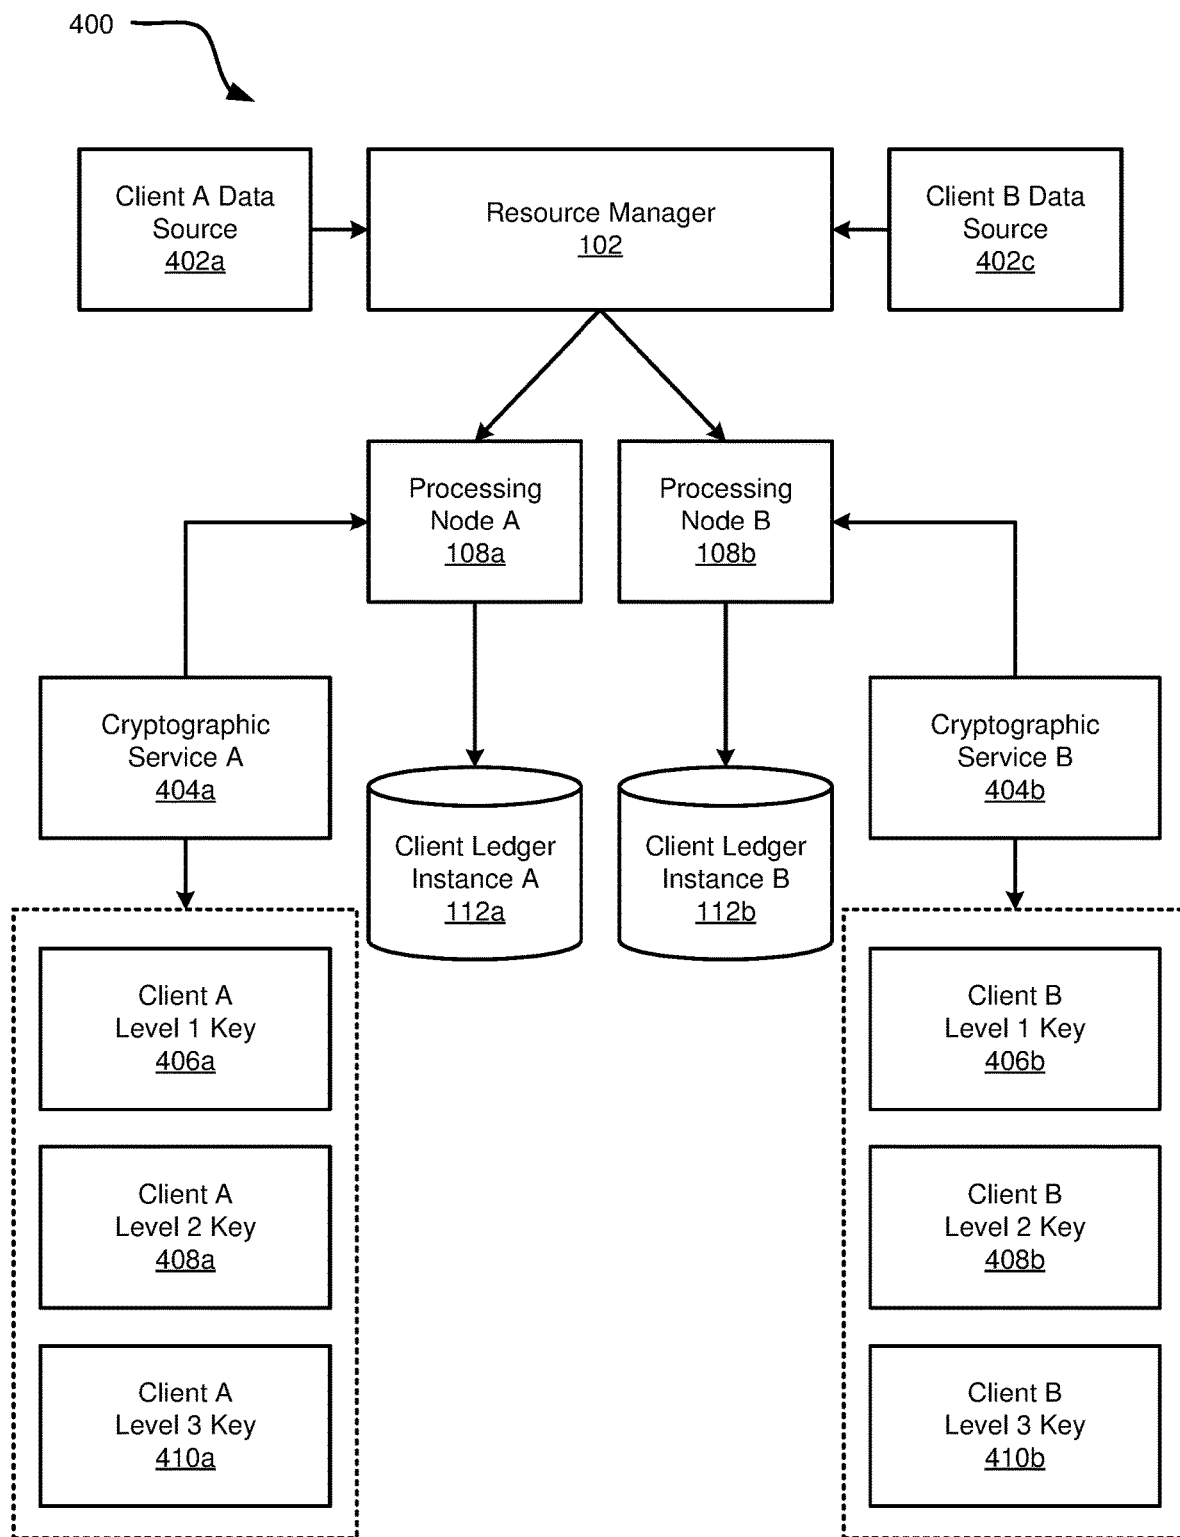 400
Client A Data
Source
402a
Resource Manager
102
Client B Data
Source
402c
Processing
Node A
108a
Processing
Node B
108b
Cryptographic
Service A
404a
Client Ledger
Instance A
112a
Client Ledger
Instance B
112b
Cryptographic
Service B
404b
Client A
Level 1 Key
406a
Client A
Level 2 Key
408a
Client A
Level 3 Key
410a
Client B
Level 1 Key
406b
Client B
Level 2 Key
408b
Client B
Level 3 Key
410b